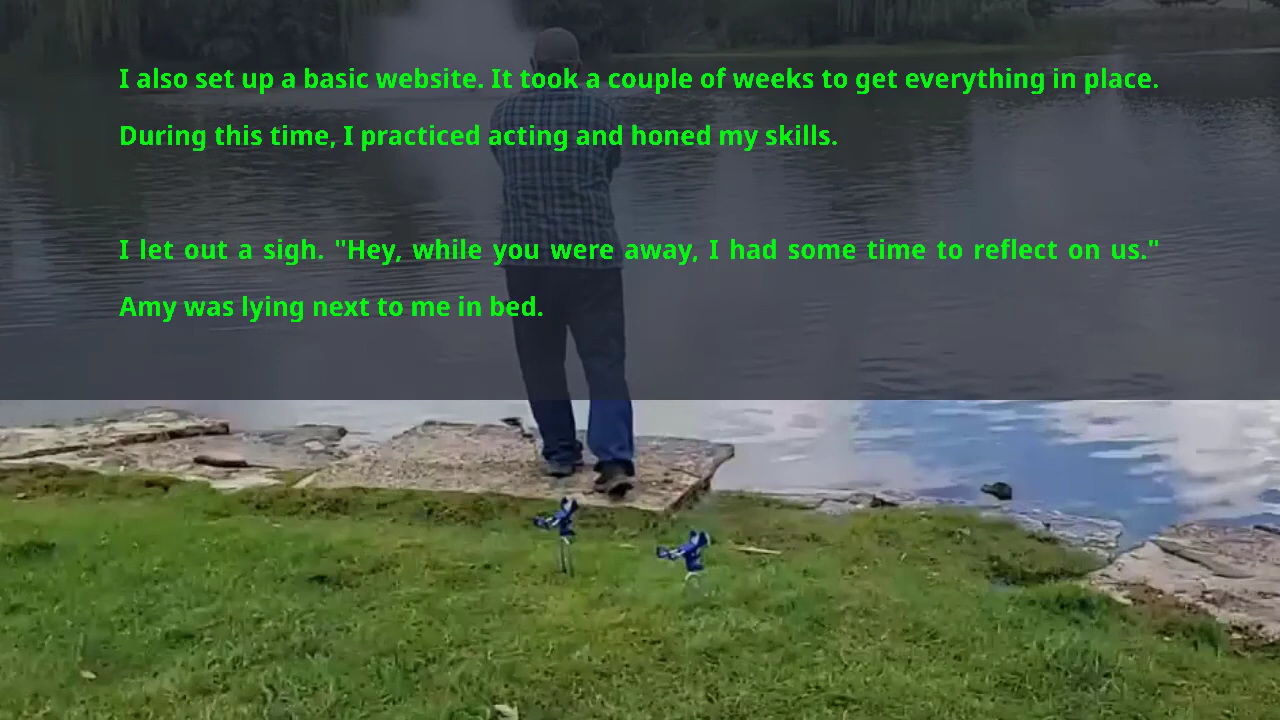 I also set up a basic website. It took a couple of weeks to get everything in place.
During this time, I practiced acting and honed my skills.
I let out a sigh. "Hey, while you were away, I had some time to reflect on us."
Amy was lying next to me in bed.